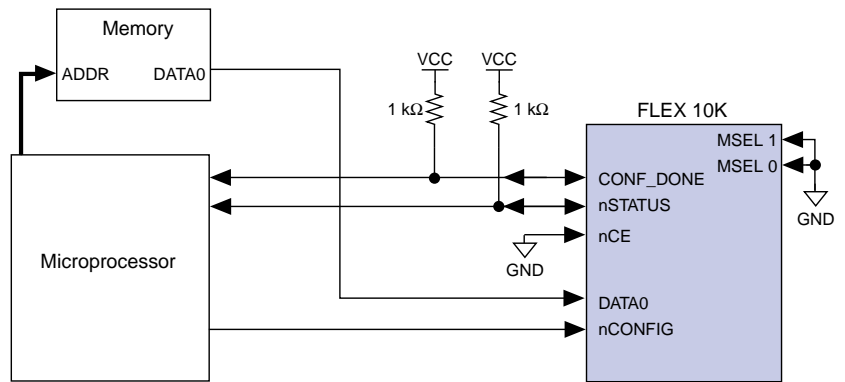 Memory
ADDR
DATA0
VCC
VCC
1 kΩ
1 kΩ
FLEX 10K
MSEL 1
MSEL 0
GND
CONF_DONE
nSTATUS
nCE
GND
Microprocessor
DATA0
nCONFIG